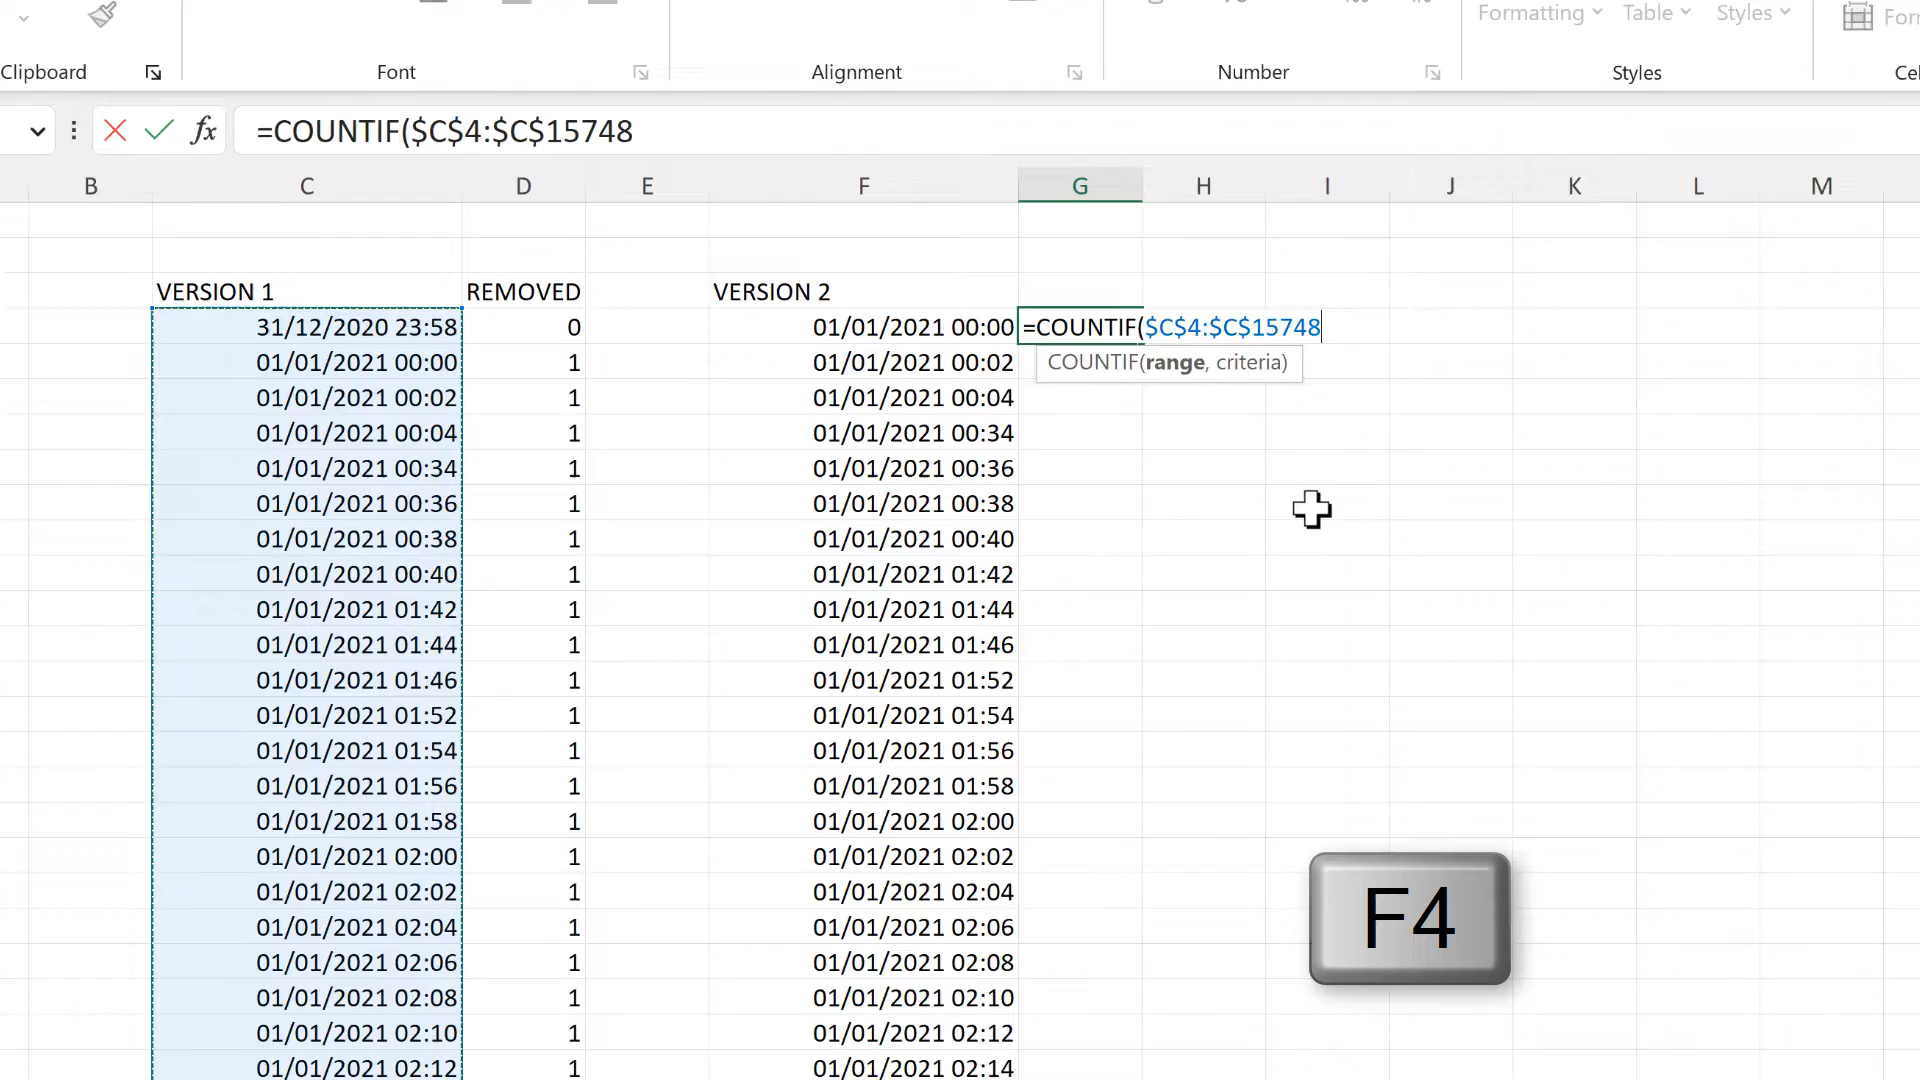 Formatting Table Styles For
Clipboard Font Alignment Number Styles Cel
fx =COUNTIF($C$4:$C$15748
B C D E F G H I J K L M
VERSION 1 REMOVED VERSION 2
31/12/2020 23:58 0 01/01/2021 00:00 =COUNTIF($C$4:$C$15748
01/01/2021 00:00 1 01/01/2021 00:02 COUNTIF(range, criteria)
01/01/2021 00:02 1 01/01/2021 00:04
01/01/2021 00:04 1 01/01/2021 00:34
01/01/2021 00:34 1 01/01/2021 00:36
01/01/2021 00:36 1 01/01/2021 00:38
01/01/2021 00:38 1 01/01/2021 00:40
01/01/2021 00:40 1 01/01/2021 01:42
01/01/2021 01:42 1 01/01/2021 01:44
01/01/2021 01:44 1 01/01/2021 01:46
01/01/2021 01:46 1 01/01/2021 01:52
01/01/2021 01:52 1 01/01/2021 01:54
01/01/2021 01:54 1 01/01/2021 01:56
01/01/2021 01:56 1 01/01/2021 01:58
01/01/2021 01:58 1 01/01/2021 02:00
01/01/2021 02:00 1 01/01/2021 02:02
01/01/2021 02:02 1 01/01/2021 02:04
01/01/2021 02:04 1 01/01/2021 02:06
F4
01/01/2021 02:06 1 01/01/2021 02:08
01/01/2021 02:08 1 01/01/2021 02:10
01/01/2021 02:10 1 01/01/2021 02:12
01/01/2021 02:12 1 01/01/2021 02:14